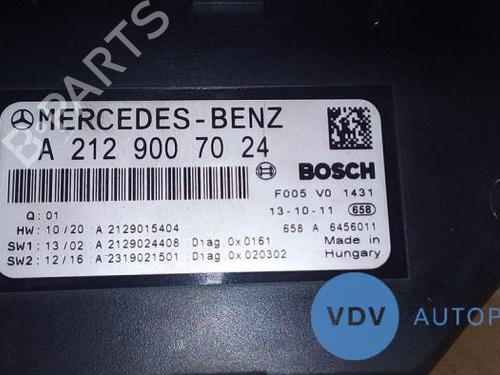 B-PARTS
MERCEDES-BENZ
A 212 900 70 24
BOSCH
F005 V0 1431
Q: 01
13-10-11 658
HW: 10/20 A 2129015404
658 A 6456011
SW1: 13/02 A 2129024408 Diag 0x0161
Made in
SW2: 12/16 A 2319021501 Diag 0x020302
Hungary
VDV AUTOP